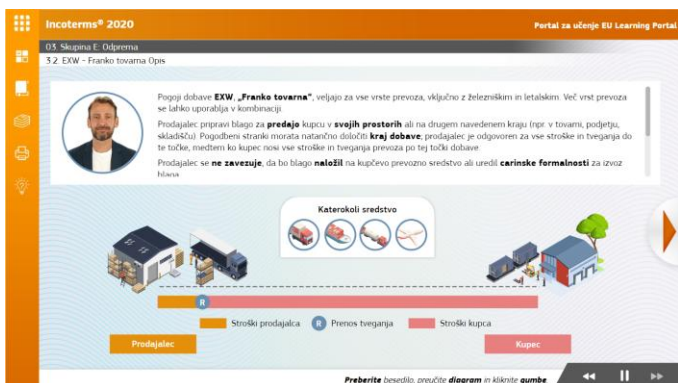 Incoterms® 2020
Portal za učenje EU Learning Portal
03. Skupina E: Odprema
3.2. EXW - Franko tovarna Opis
Pogoji dobave EXW, „Franko tovarna“, veljajo za vse vrste prevoza, vključno z železniškim in letalskim. Več vrst prevoza
se lahko uporablja v kombinaciji.
Prodajalec pripravi blago za predajo kupcu v svojih prostorih ali na drugem navedenem kraju (npr. v tovarni, podjetju,
skladišču). Pogodbeni stranki morata natančno določiti kraj dobave; prodajalec je odgovoren za vse stroške in tveganja do
te točke, medtem ko kupec nosi vse stroške in tveganja prevoza po tej točki dobave.
Prodajalec se ne zavezuje, da bo blago naložil na kupčevo prevozno sredstvo ali uredil carinske formalnosti za izvoz
blaga.
Katerokoli sredstvo
R
Stroški prodajalca
R
Prenos tveganja
Stroški kupca
Prodajalec
Kupec
Preberite besedilo, preučite diagram in kliknite gumbe